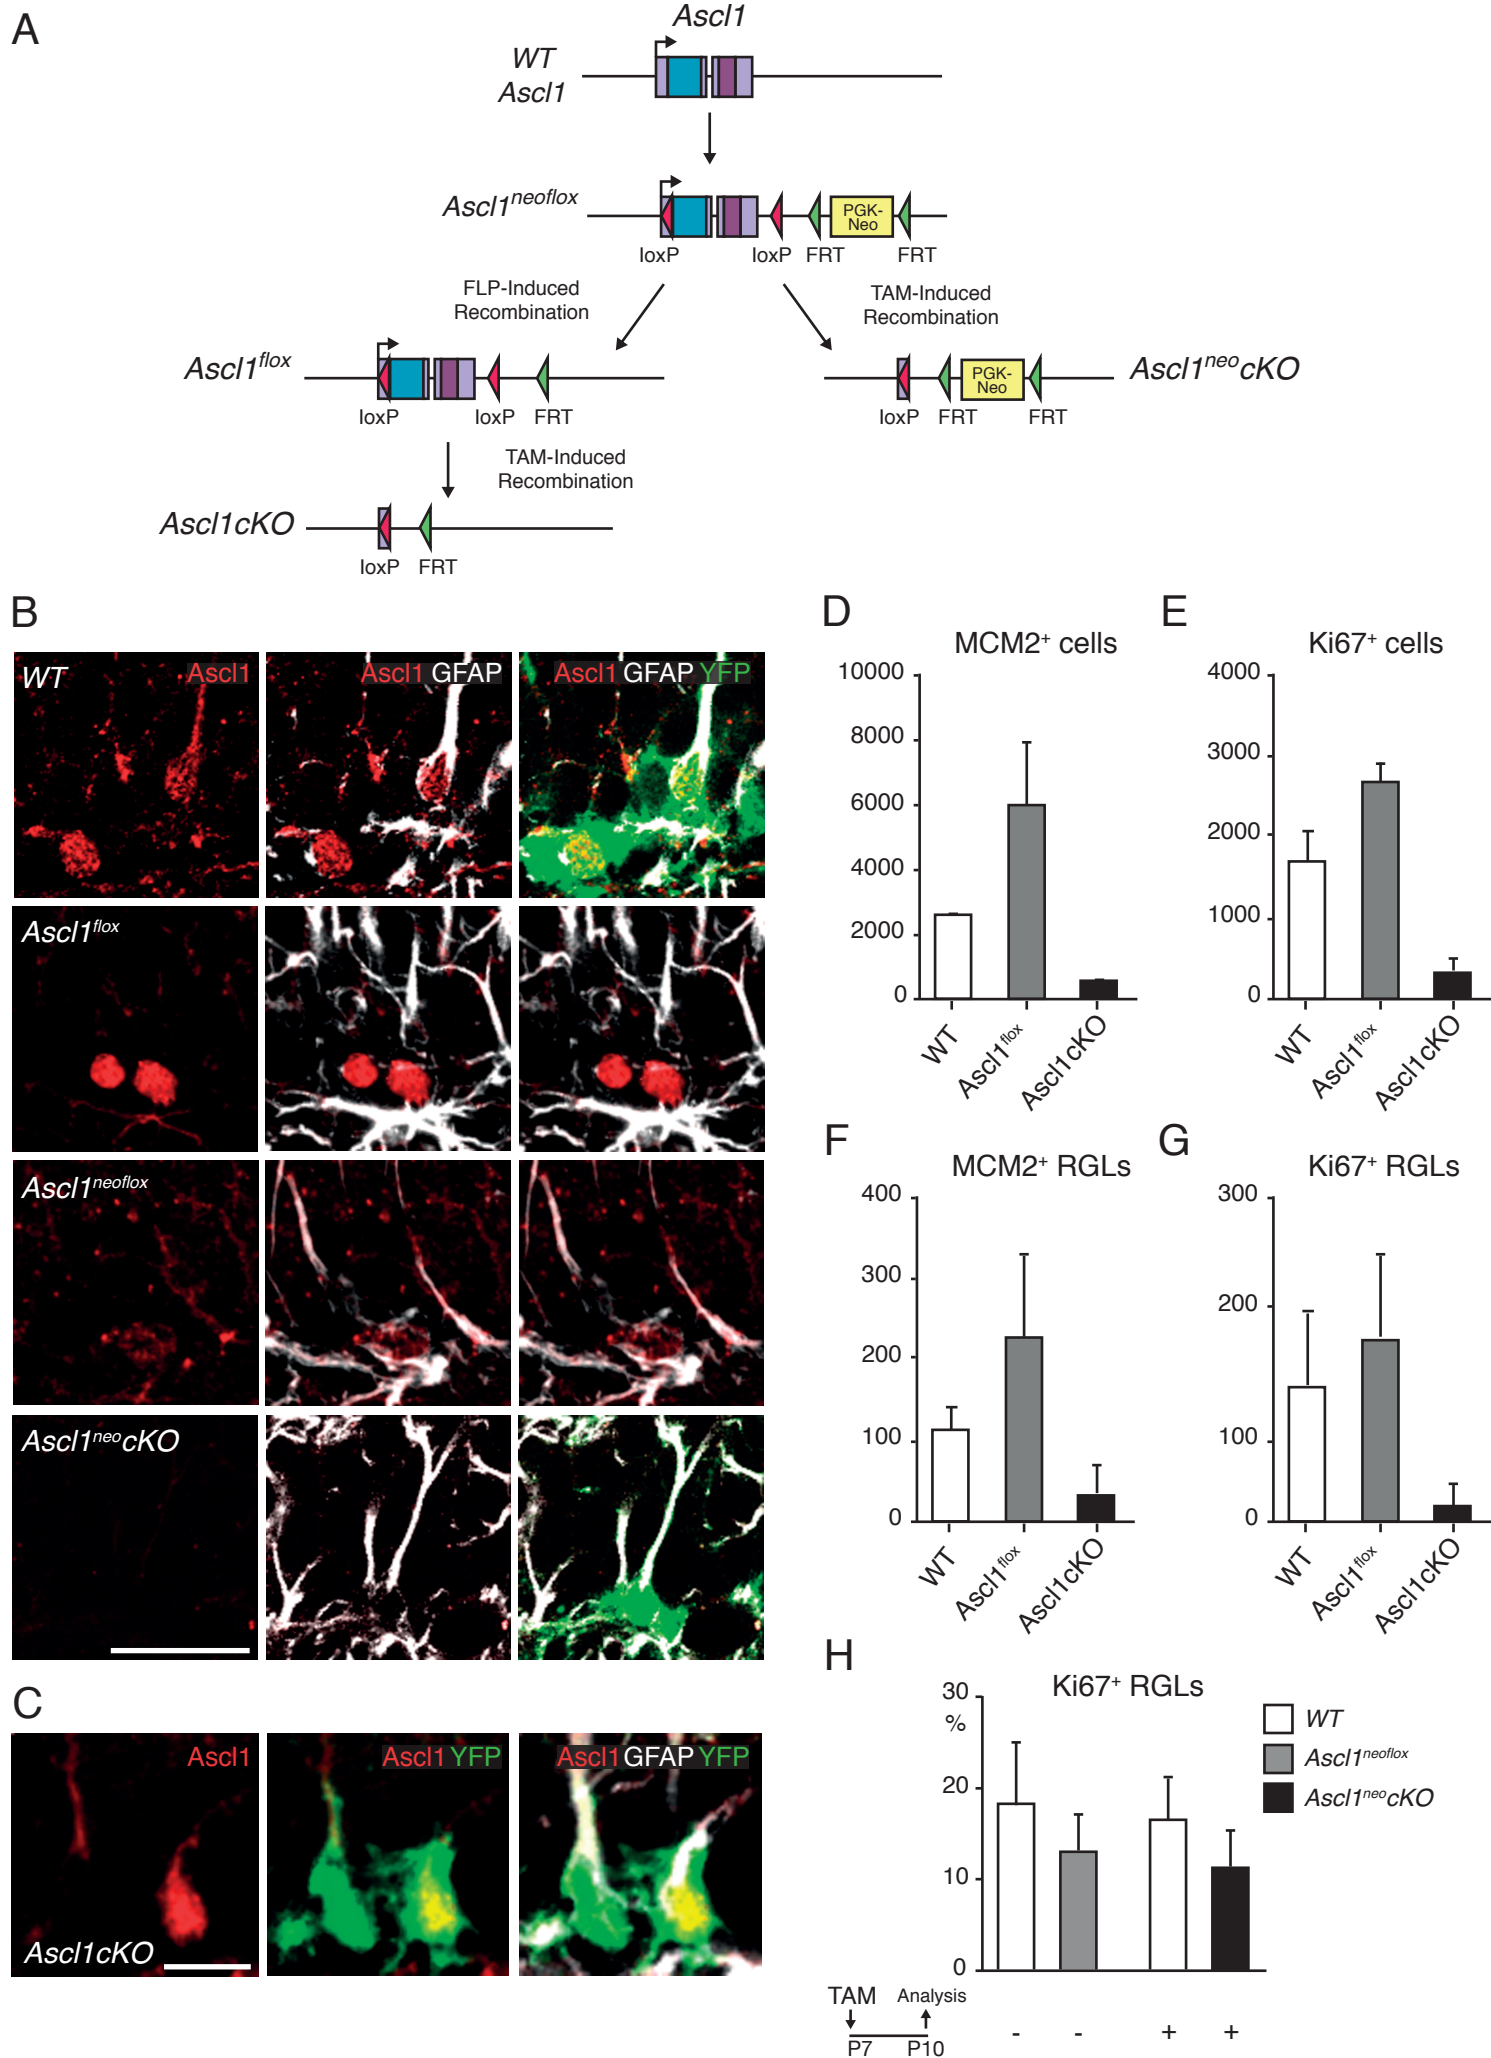 A
Ascl1
WT
Ascl1
Ascl1neoflox
PGK-
Neo
loxP loxP FRT FRT
FLP-Induced
Recombination
TAM-Induced
Recombination
Ascl1flox
loxP loxP FRT
PGK-
Neo
Ascl1neocKO
loxP FRT FRT
TAM-Induced
Recombination
Ascl1cKO
loxP FRT
B
WT Ascl1
Ascl1 GFAP
Ascl1 GFAP YFP
Ascl1flox
Ascl1neoflox
Ascl1neocKO
C
Ascl1
Ascl1 YFP
Ascl1 GFAP YFP
Ascl1cKO
D
MCM2+ cells
10000
8000
6000
4000
2000
0
WT
Ascl1flox
Ascl1cKO
E
Ki67+ cells
4000
3000
2000
1000
0
WT
Ascl1flox
Ascl1cKO
F
MCM2+ RGLs
400
300
200
100
0
WT
Ascl1flox
Ascl1cKO
G
Ki67+ RGLs
300
200
100
0
WT
Ascl1flox
Ascl1cKO
H
Ki67+ RGLs
30
%
20
10
0
WT
Ascl1neoflox
Ascl1neocKO
TAM Analysis
P7 P10
- - + +